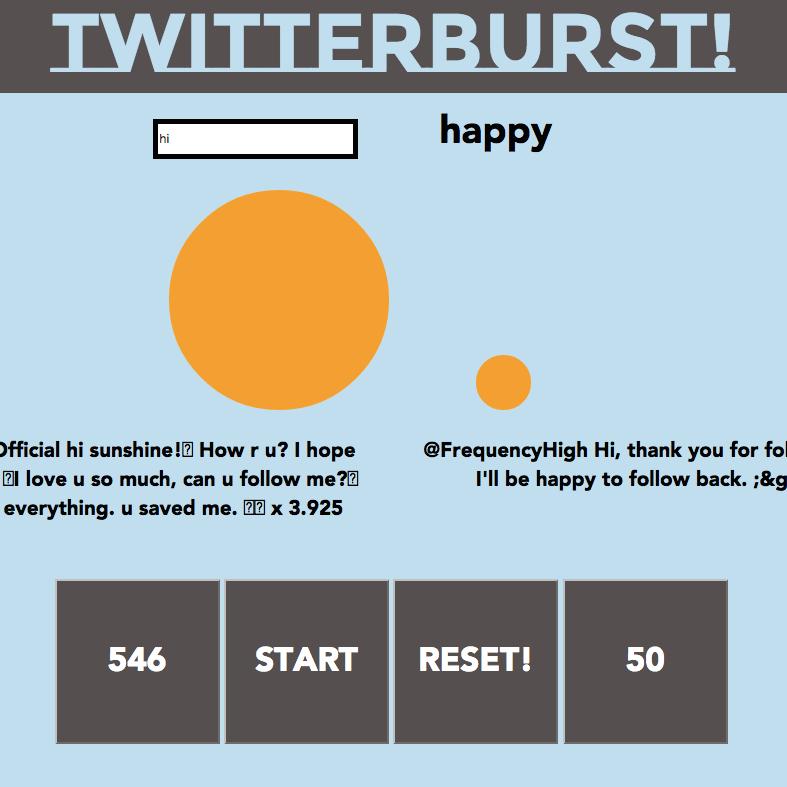 TWITTERBURST!
hi
happy
Official hi sunshine! How r u? I hope
I love u so much, can u follow me?
everything. u saved me. x 3.925
@FrequencyHigh Hi, thank you for fol
I'll be happy to follow back. ;&g
546
START
RESET!
50